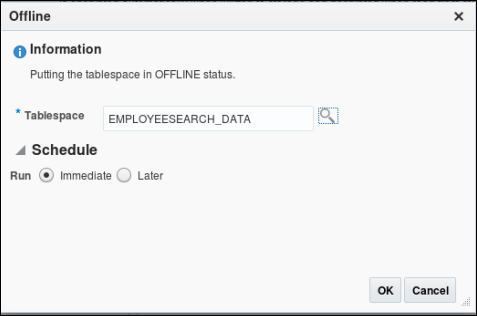 Offline
Information
Putting the tablespace in OFFLINE status.
* Tablespace EMPLOYEESEARCH_DATA
Schedule
Run Immediate Later
OK Cancel